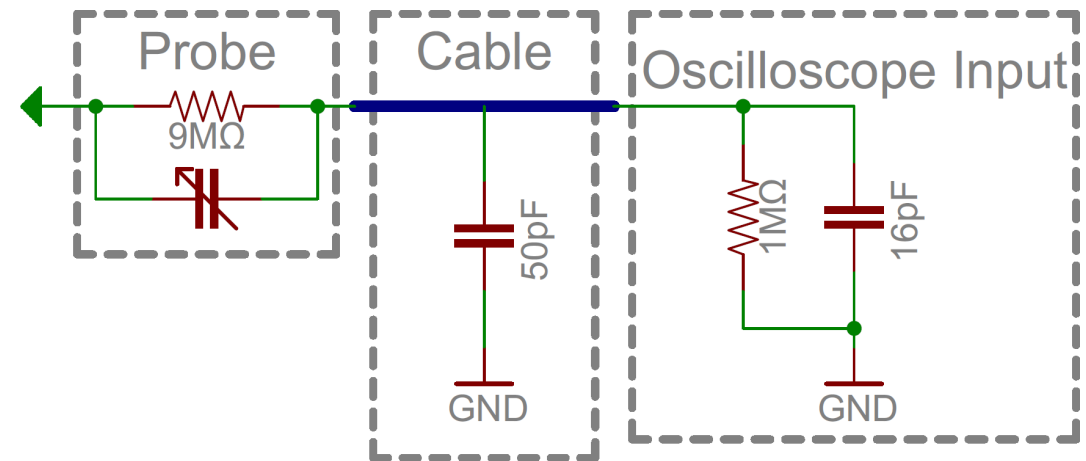 Probe
Cable
Oscilloscope Input
9MΩ
50pF
1MΩ
16pF
GND
GND